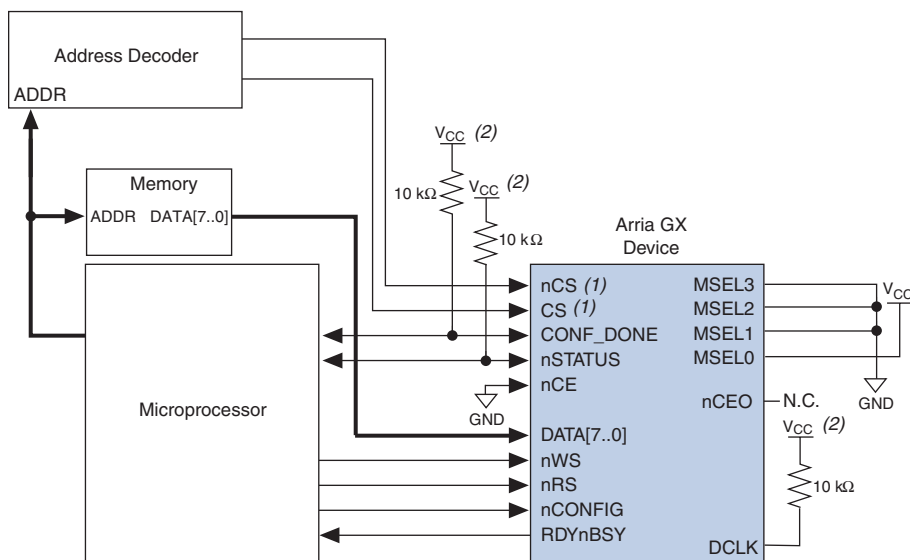 Address Decoder
ADDR
VCC (2)
VCC (2)
10 kΩ
10 kΩ
Memory
ADDR DATA[7..0]
Microprocessor
Arria GX
Device
nCS (1)
CS (1)
CONF_DONE
nSTATUS
nCE
GND
DATA[7..0]
nWS
nRS
nCONFIG
RDYnBSY
MSEL3
MSEL2
MSEL1
MSEL0
VCC
GND
nCEO
N.C.
VCC (2)
10 kΩ
DCLK